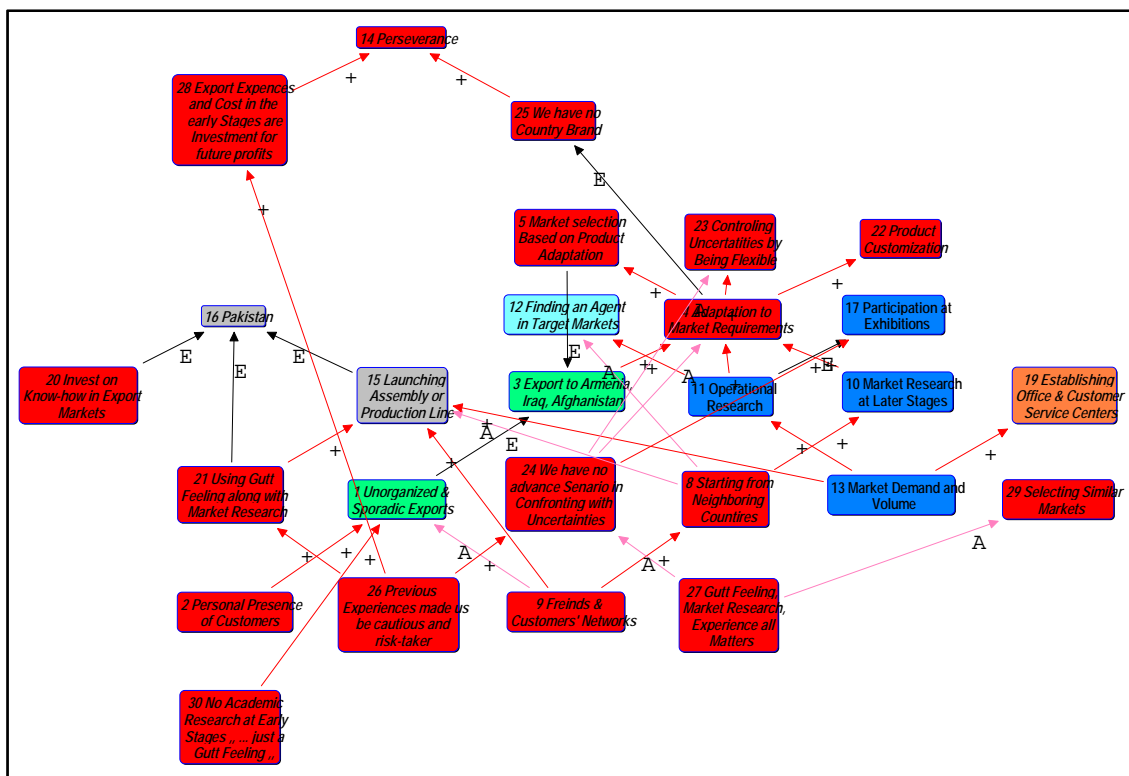 14 Perseverance
28 Export Expences
and Cost in the
early Stages are
Investment for
future profits
+
+
25 We have no
Country Brand
E
+
5 Market selection
Based on Product
Adaptation
23 Controling
Uncertatities by
Being Flexible
22 Product
Customization
+
+
+
16 Pakistan
12 Finding an Agent
in Target Markets
A
4 Adaptation to
Market Requirements
17 Participation at
Exhibitions
E
E
E
E
A
+
+
A
+
+
E
20 Invest on
Know-how in Export
Markets
15 Launching
Assembly or
Production Line
3 Export to Armenia,
Iraq, Afghanistan
11 Operational
Research
10 Market Research
at Later Stages
19 Establishing
Office & Customer
Service Centers
+
A
+
E
+
+
+
+
21 Using Gutt
Feeling along with
Market Research
1 Unorganized &
Sporadic Exports
24 We have no
advance Senario in
Confronting with
Uncertainties
8 Starting from
Neighboring
Countires
13 Market Demand and
Volume
29 Selecting Similar
Markets
+
+
+
A
+
A
+
A
2 Personal Presence
of Customers
26 Previous
Experiences made us
be cautious and
risk-taker
9 Freinds &
Customers' Networks
27 Gutt Feeling,
Market Research,
Experience all
Matters
30 No Academic
Research at Early
Stages ,, ... just a
Gutt Feeling ,,